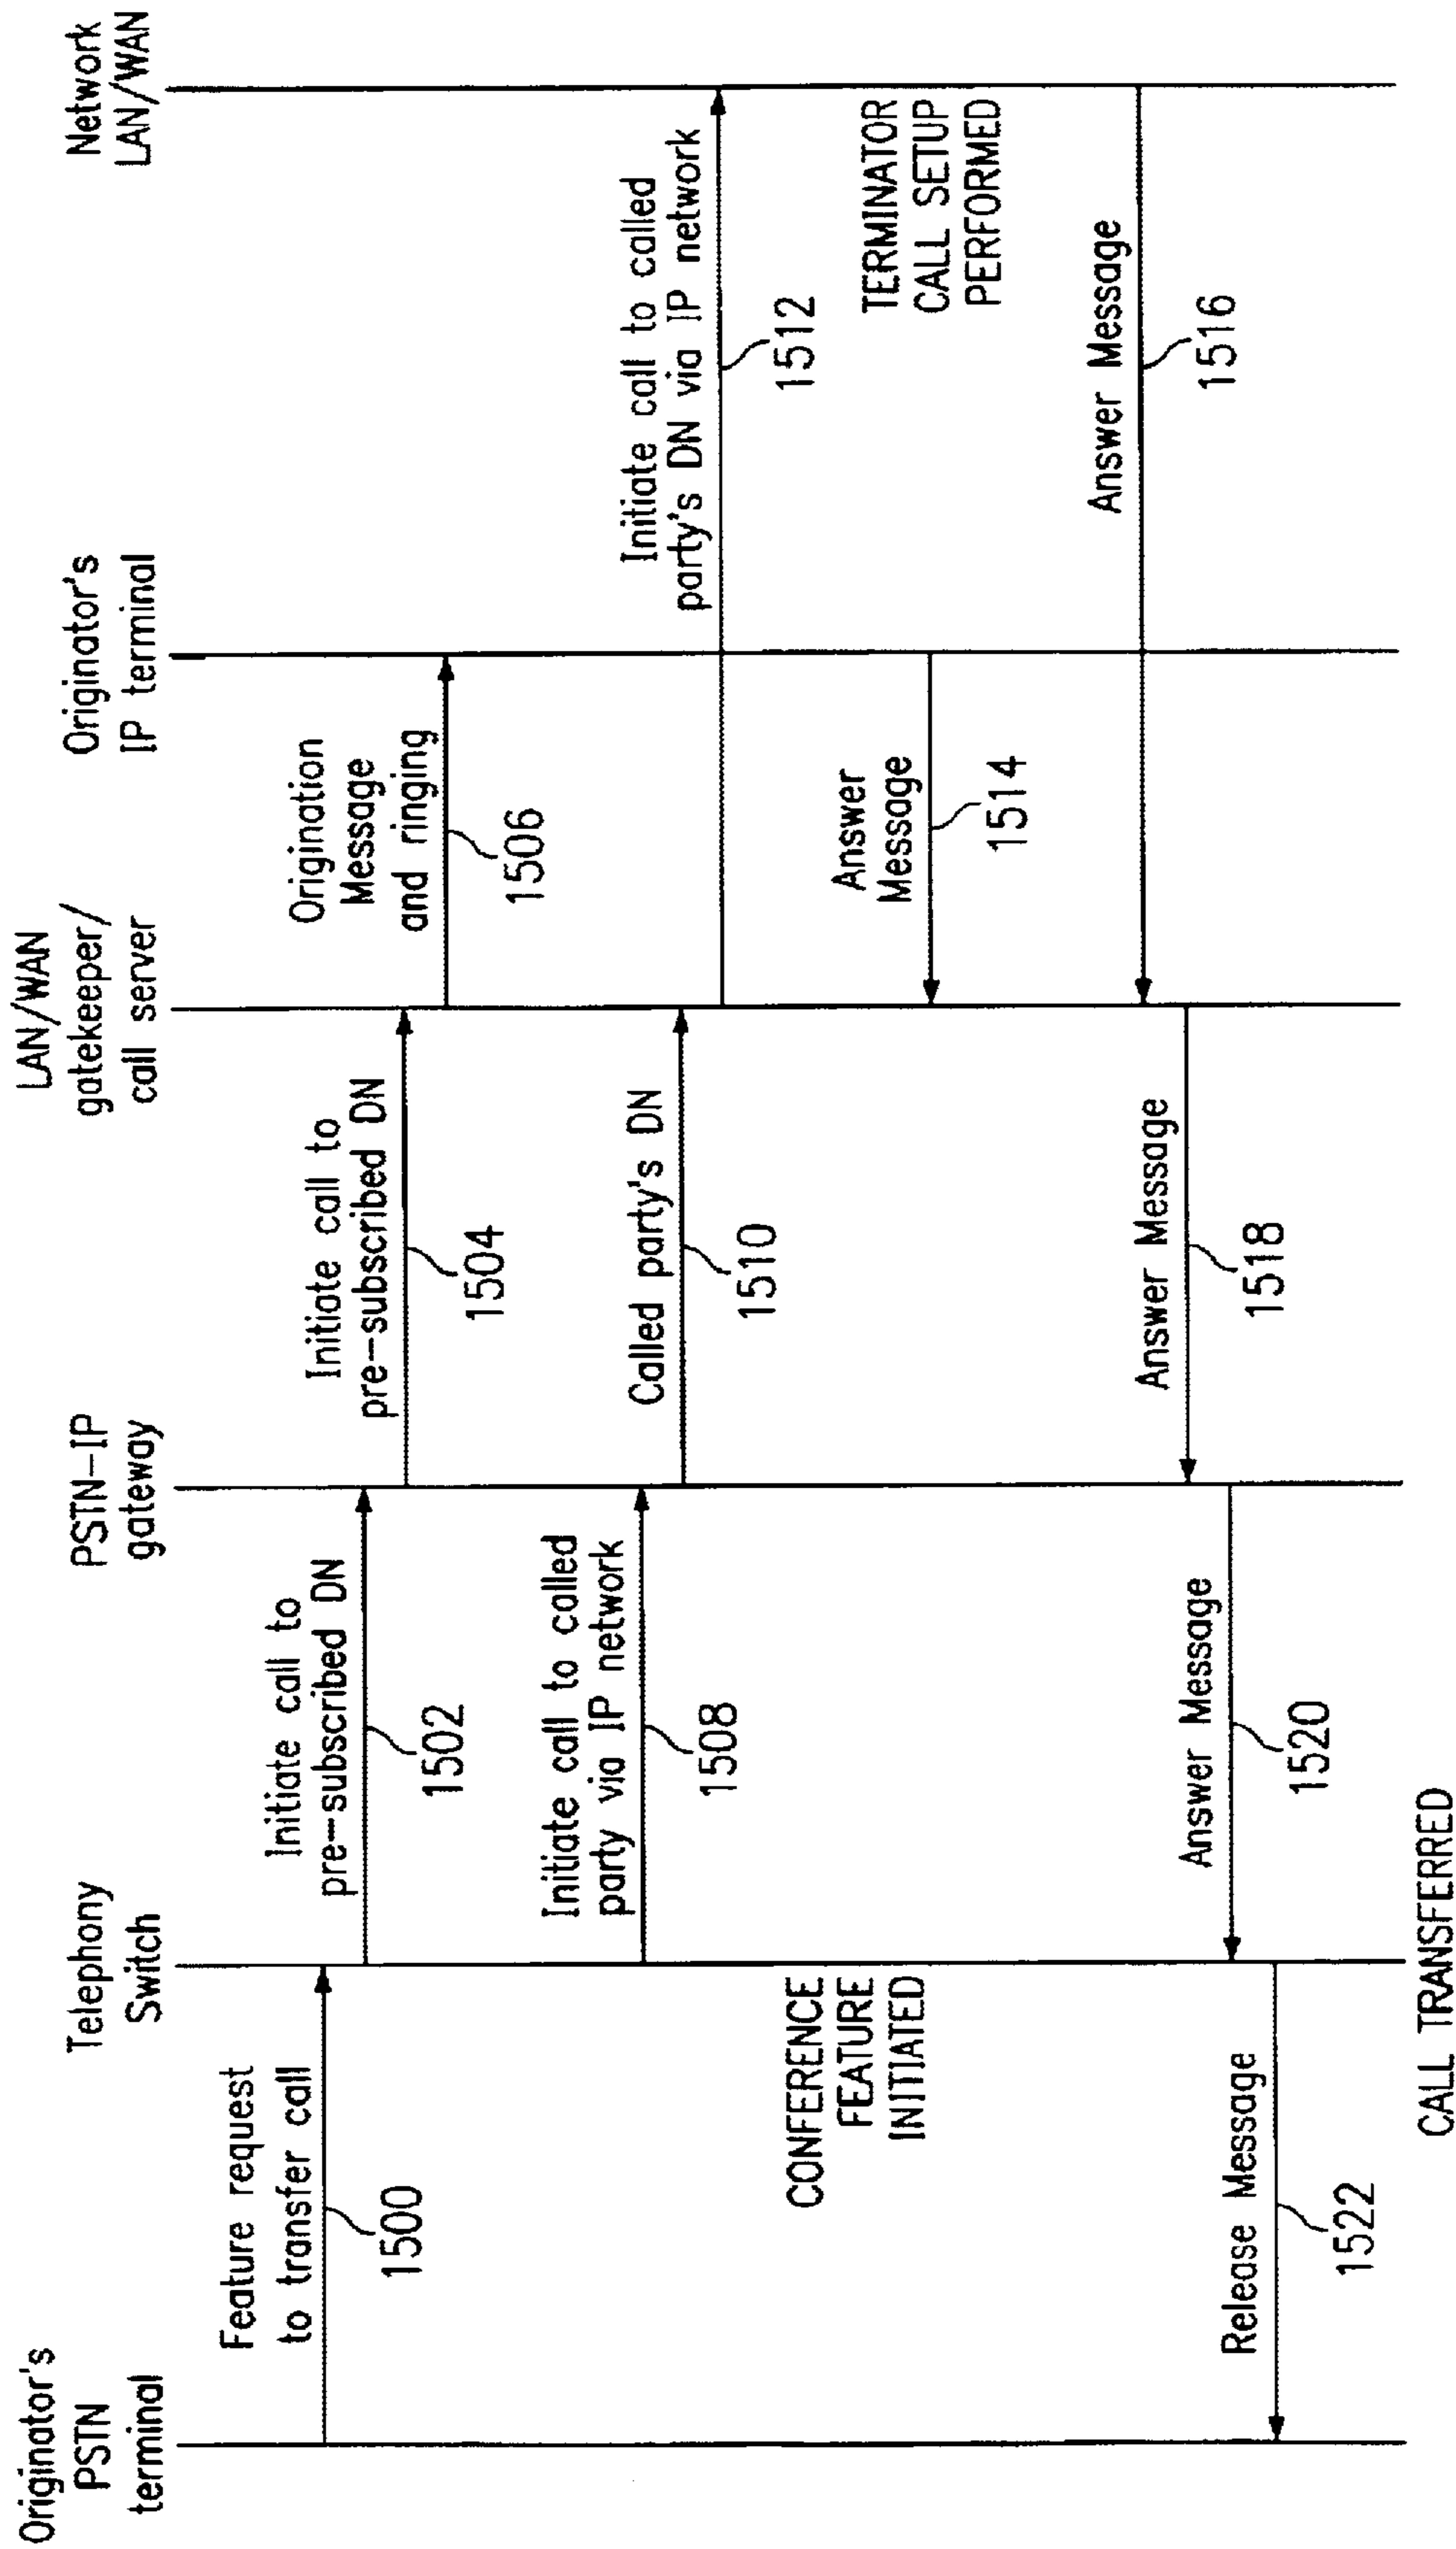 Originator's
PSTN
terminal
Telephony
Switch
PSTN-IP
gateway
LAN/WAN
gatekeeper/
call server
Originator's
IP terminal
Network
LAN/WAN
Feature request
to transfer call
1500
Initiate call to
pre-subscribed DN
1502
Initiate call to
pre-subscribed DN
1504
Origination
Message
and ringing
1506
Initiate call to called
party via IP network
1508
Called party's DN
1510
Initiate call to called
party's DN via IP network
1512
CONFERENCE
FEATURE
INITIATED
Answer
Message
1514
TERMINATOR
CALL SETUP
PERFORMED
Answer Message
1516
Answer Message
1518
Answer Message
1520
Release Message
1522
CALL TRANSFERRED